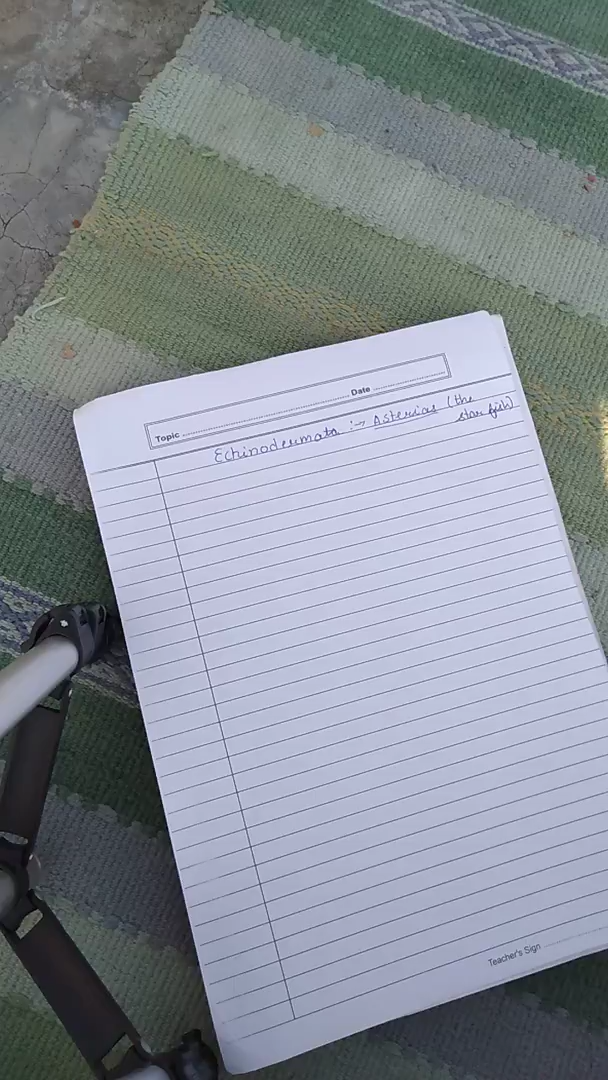 Topic ........ Date ........
Echinodermata :→ Asterias (the
star fish)
Teacher's Sign ........